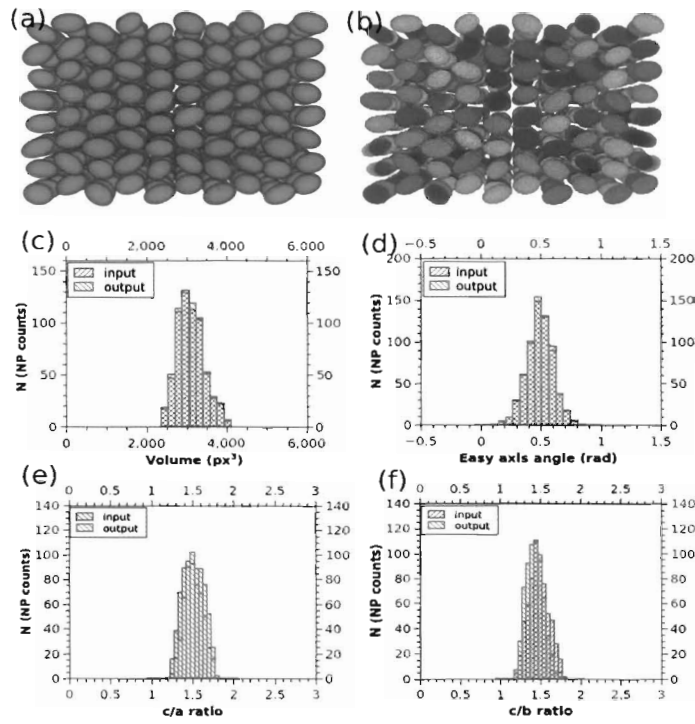 (a) (b)
(c) 0 2,000 4,000 6,000
150 150
input
output
100 100
50 50
0 0
N (NP counts)
0 2,000 4,000 6,000
Volume (px³)
(d) −0.5 0 0.5 1 1.5
200 200
input
output
150 150
100 100
50 50
0 0
N (NP counts)
−0.5 0 0.5 1 1.5
Easy axis angle (rad)
(e) 0 0.5 1 1.5 2 2.5 3
140 140
input
output
120 120
100 100
80 80
60 60
40 40
20 20
0 0
N (NP counts)
0 0.5 1 1.5 2 2.5 3
c/a ratio
(f) 0 0.5 1 1.5 2 2.5 3
140 140
input
output
120 120
100 100
80 80
60 60
40 40
20 20
0 0
N (NP counts)
0 0.5 1 1.5 2 2.5 3
c/b ratio